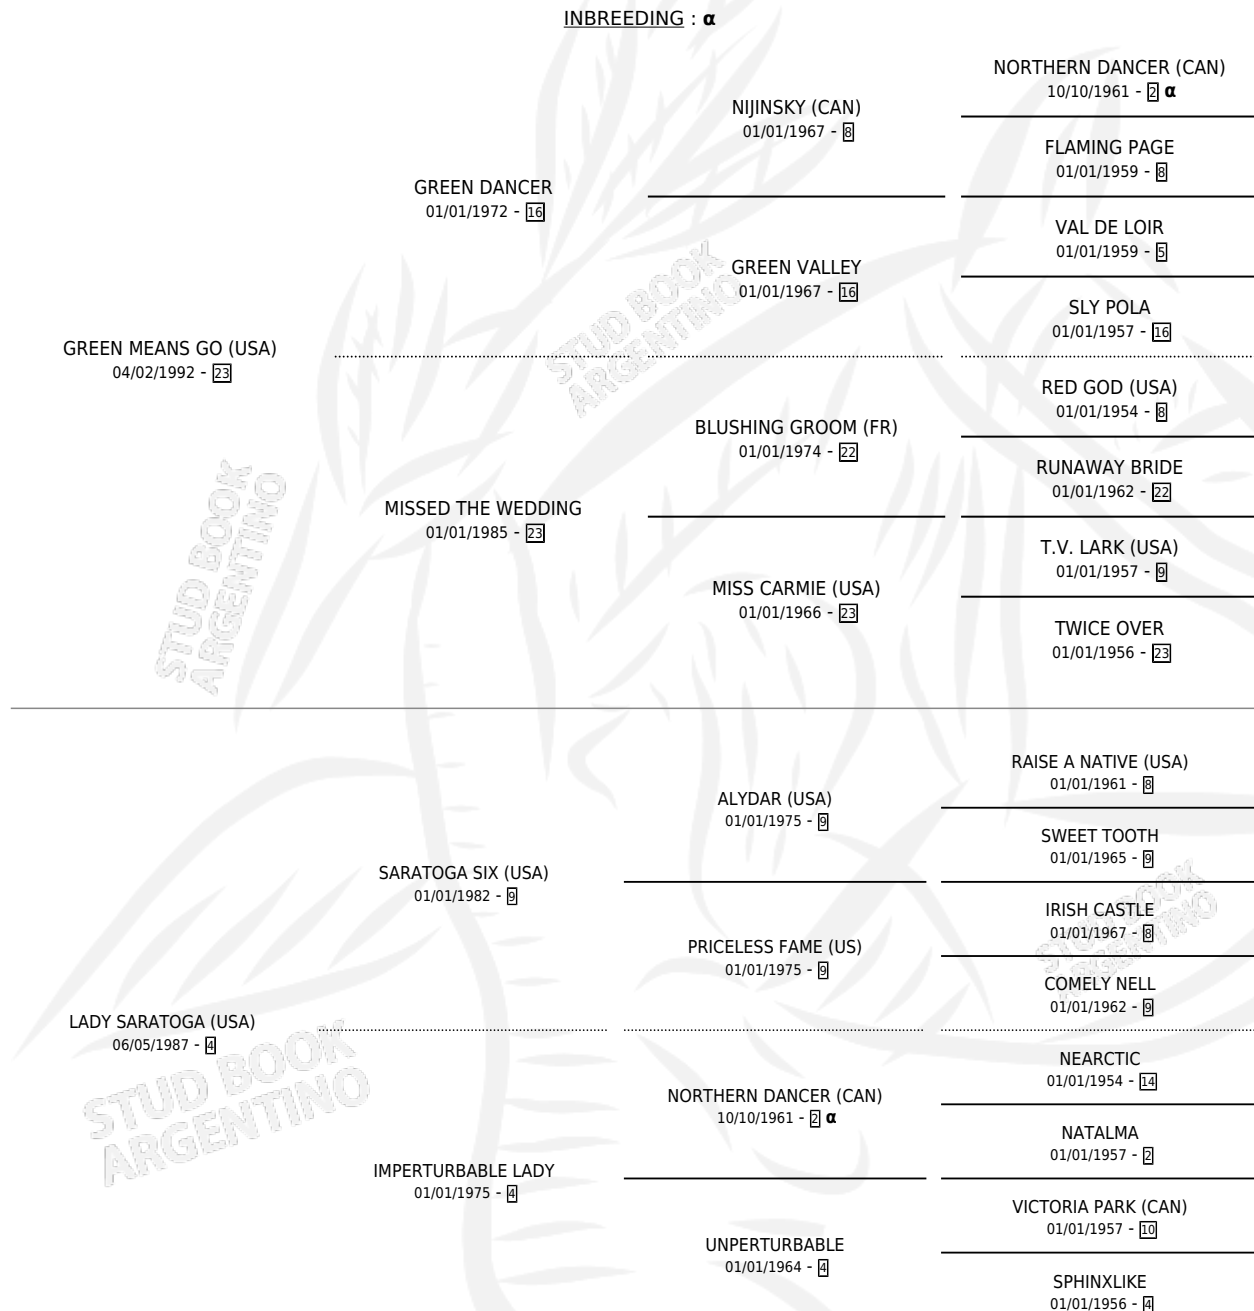 INBREEDING : α
NORTHERN DANCER (CAN)
10/10/1961 - 2 α
NIJINSKY (CAN)
01/01/1967 - 8
FLAMING PAGE
01/01/1959 - 8
GREEN DANCER
01/01/1972 - 16
VAL DE LOIR
01/01/1959 - 5
GREEN VALLEY
01/01/1967 - 16
SLY POLA
01/01/1957 - 16
GREEN MEANS GO (USA)
04/02/1992 - 23
RED GOD (USA)
01/01/1954 - 8
BLUSHING GROOM (FR)
01/01/1974 - 22
RUNAWAY BRIDE
01/01/1962 - 22
MISSED THE WEDDING
01/01/1985 - 23
T.V. LARK (USA)
01/01/1957 - 9
MISS CARMIE (USA)
01/01/1966 - 23
TWICE OVER
01/01/1956 - 23
RAISE A NATIVE (USA)
01/01/1961 - 8
ALYDAR (USA)
01/01/1975 - 9
SWEET TOOTH
01/01/1965 - 9
SARATOGA SIX (USA)
01/01/1982 - 9
IRISH CASTLE
01/01/1967 - 8
PRICELESS FAME (US)
01/01/1975 - 9
COMELY NELL
01/01/1962 - 9
LADY SARATOGA (USA)
06/05/1987 - 4
NEARCTIC
01/01/1954 - 14
NORTHERN DANCER (CAN)
10/10/1961 - 2 α
NATALMA
01/01/1957 - 2
IMPERTURBABLE LADY
01/01/1975 - 4
VICTORIA PARK (CAN)
01/01/1957 - 10
UNPERTURBABLE
01/01/1964 - 4
SPHINXLIKE
01/01/1956 - 4
STUD BOOK
ARGENTINO
STUD BOOK
ARGENTINO
STUD BOOK
ARGENTINO
STUD BOOK
ARGENTINO